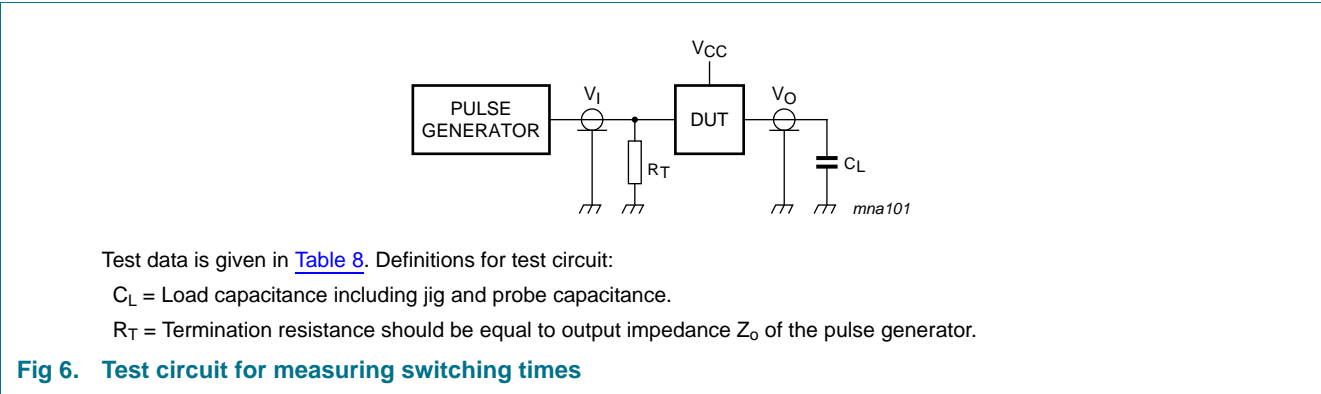 VCC
PULSE
GENERATOR
VI
DUT
VO
RT
CL
mna101
Test data is given in Table 8. Definitions for test circuit:
CL = Load capacitance including jig and probe capacitance.
RT = Termination resistance should be equal to output impedance Zo of the pulse generator.
Fig 6. Test circuit for measuring switching times